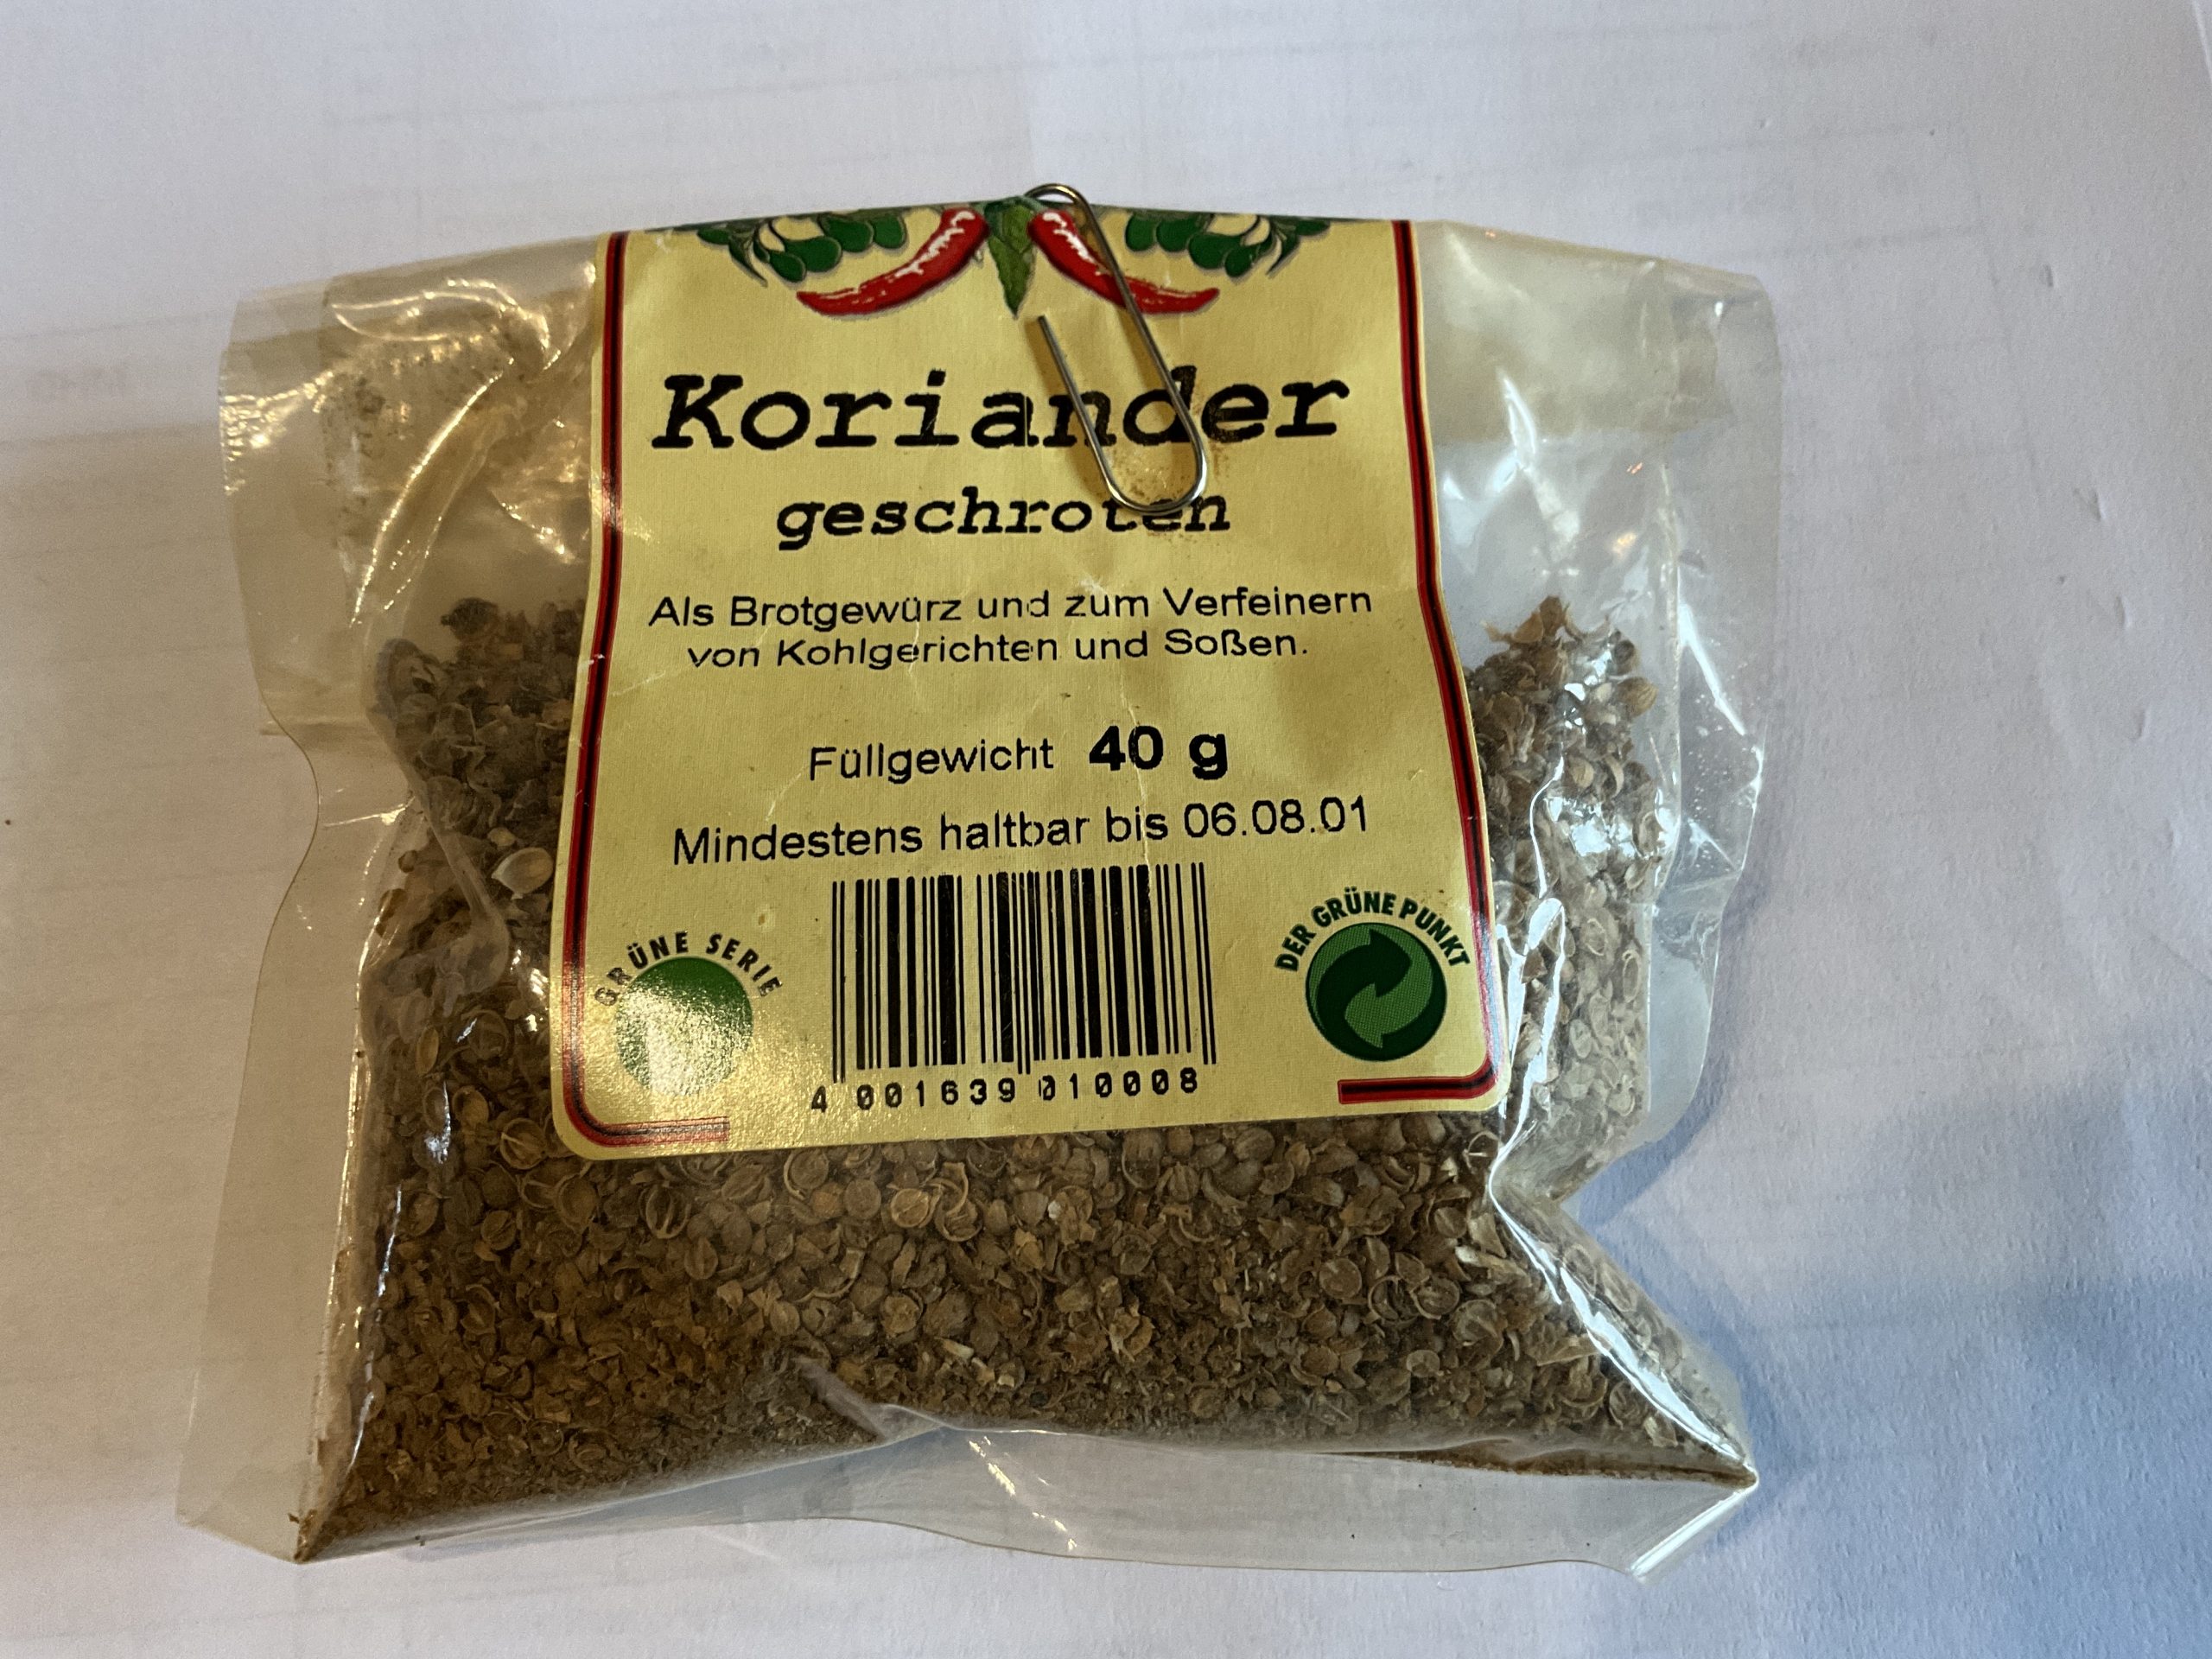 Koriander
geschroten
Als Brotgewürz und zum Verfeinern
von Kohlgerichten und Soßen.
Füllgewicht 40 g
Mindestens haltbar bis 06.08.01
GRÜNE SERIE
DER GRÜNE PUNKT
4 001639 010008